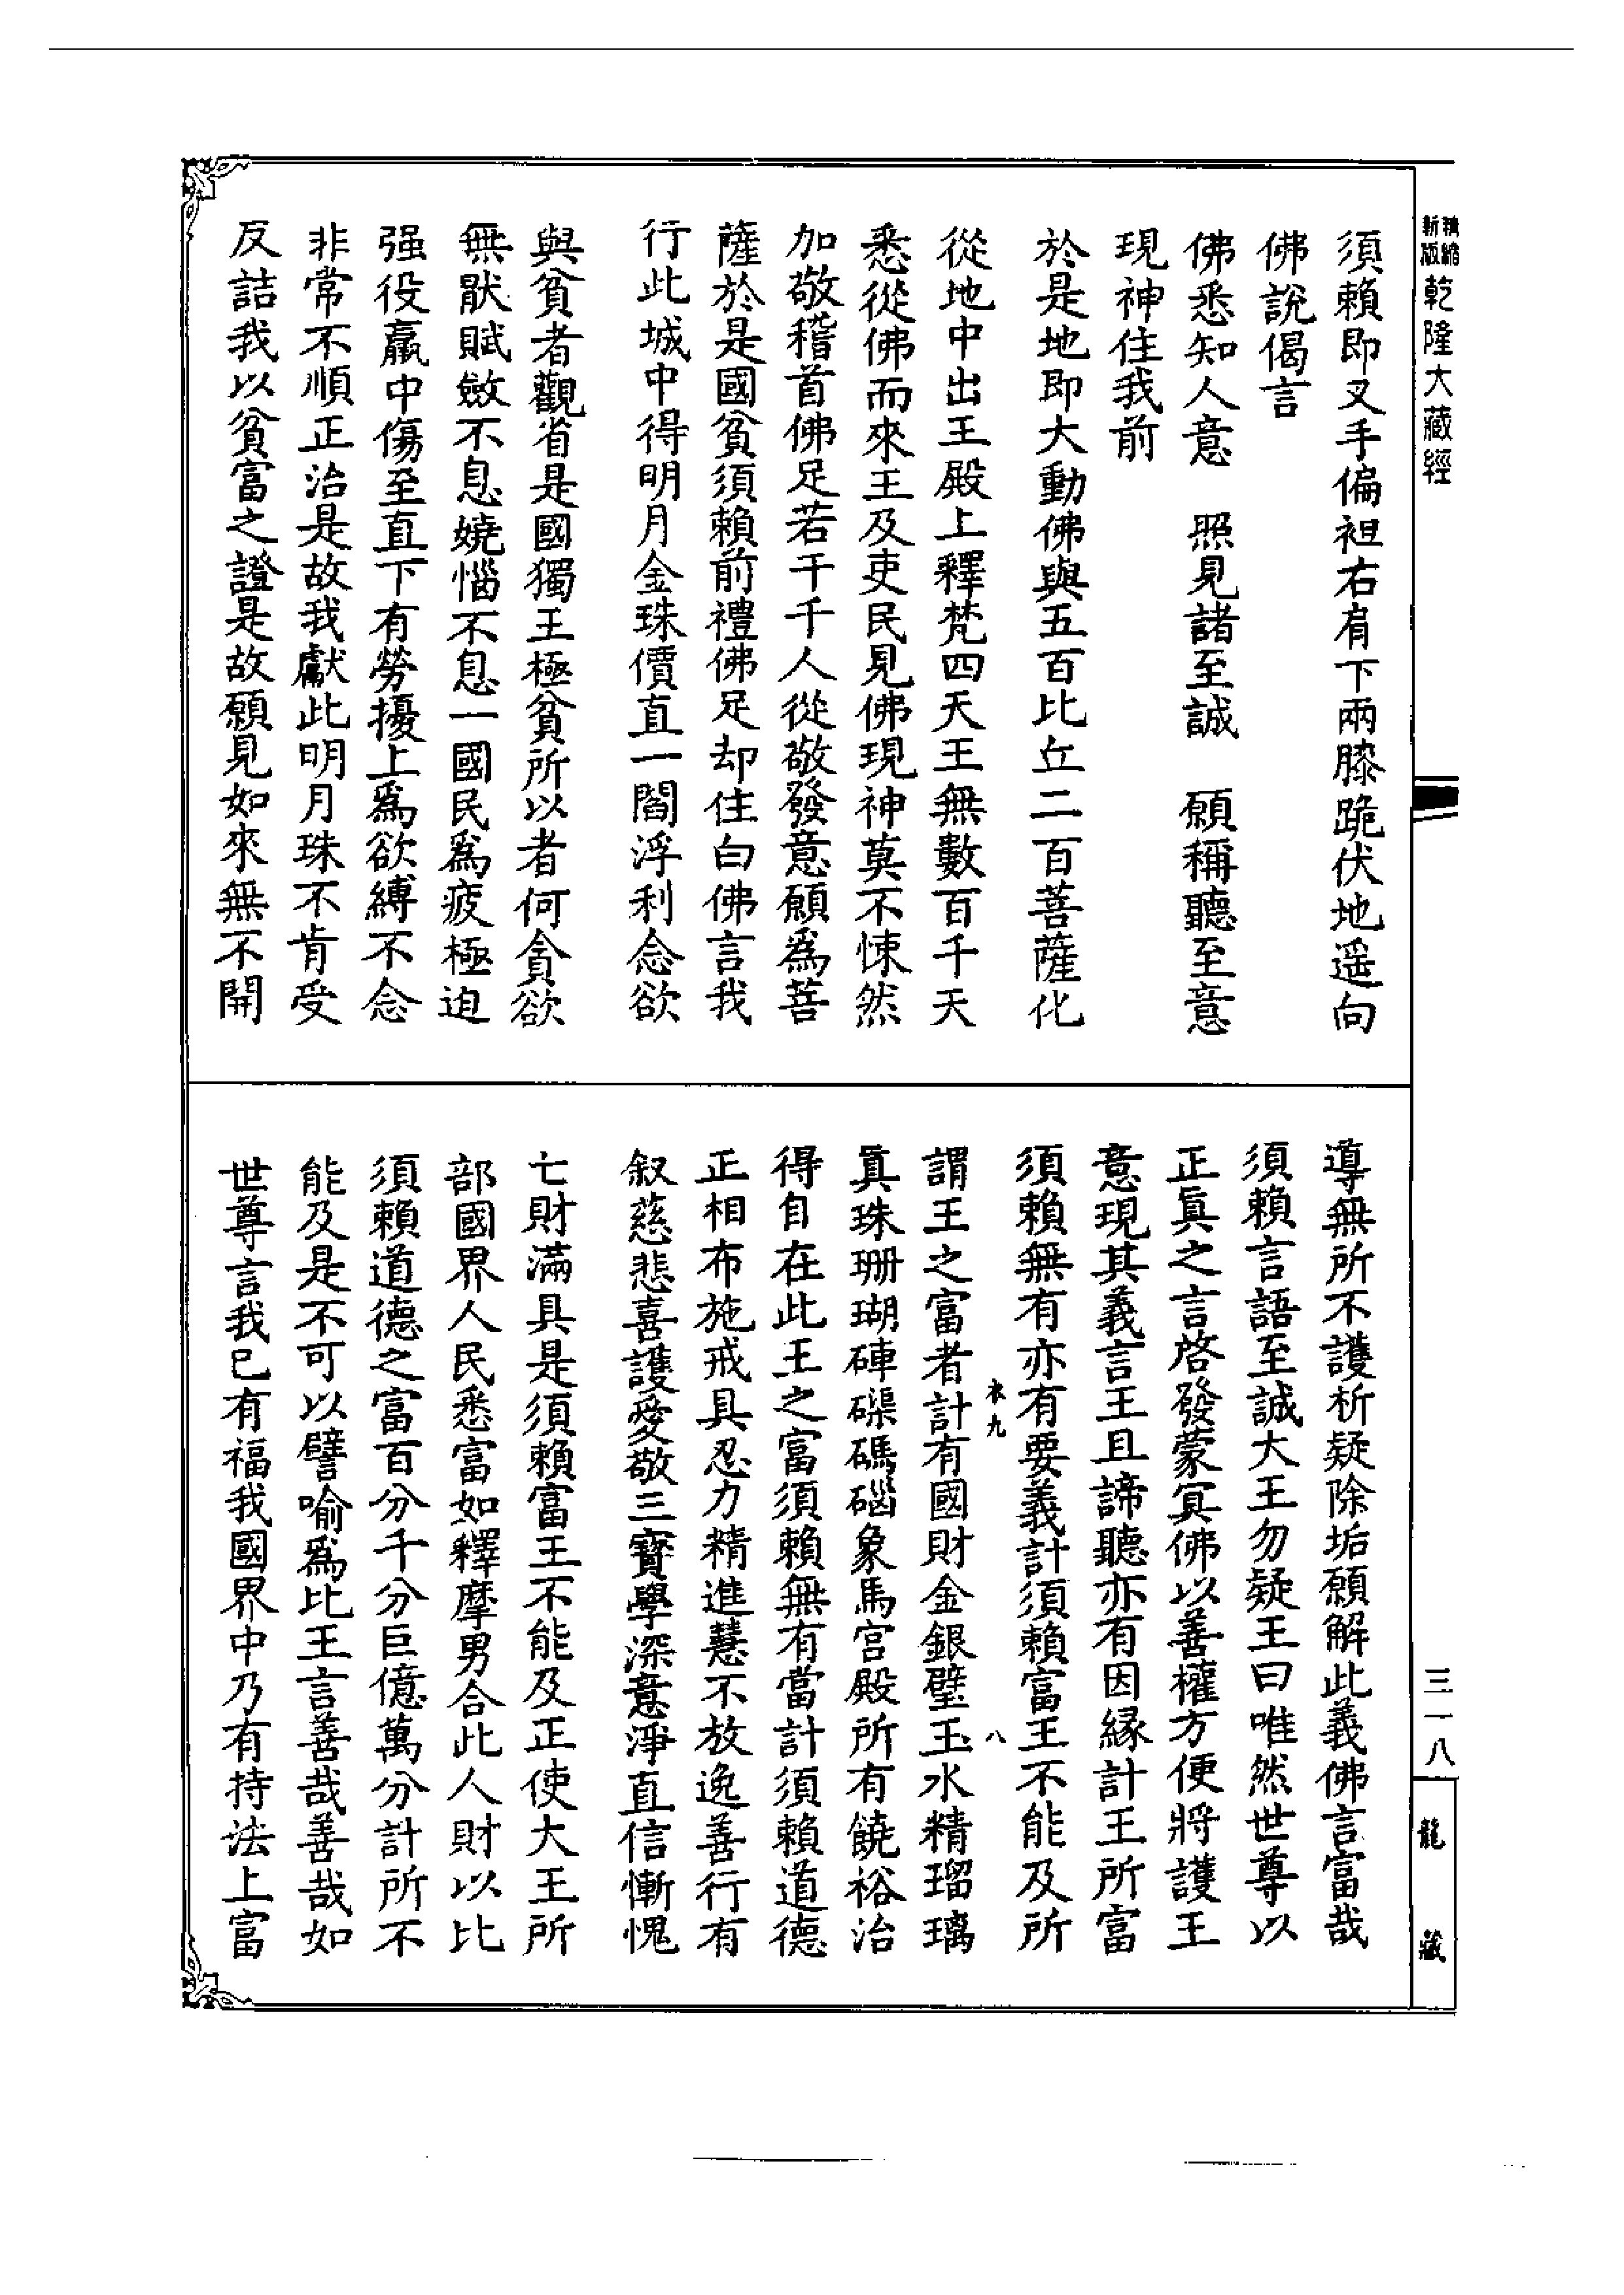 精縮新版乾隆大藏經
須賴即叉手偏袒右肩下兩膝跪伏地遥向
佛說偈言
佛悉知人意　照見諸至誠　願稱聽至意
現神住我前
於是地即大動佛與五百比丘二百菩薩化
從地中出王殿上釋梵四天王無數百千天
悉從佛而來王及吏民見佛現神莫不悚然
加敬稽首佛足若干千人從敬發意願爲菩
薩於是國貧須賴前禮佛足却住白佛言我
行此城中得明月金珠價直一閻浮利念欲
與貧者觀省是國獨王極貧所以者何貪欲
無猒賦斂不息嬈惱不息一國民爲疲極迫
强役羸中傷至直下有勞擾上爲欲縛不念
非常不順正治是故我獻此明月珠不肯受
反詰我以貧富之證是故願見如來無不開
導無所不護析疑除垢願解此義佛言富哉
須賴言語至誠大王勿疑王曰唯然世尊以
正眞之言啓發蒙冥佛以善權方便將護王
意現其義言王且諦聽亦有因緣計王所富
須賴無有亦有要義計須賴富王不能及所
衣九　八
謂王之富者計有國財金銀璧玉水精瑠璃
眞珠珊瑚硨磲碼碯象馬宮殿所有饒裕治
得自在此王之富須賴無有當計須賴道德
正相布施戒具忍力精進慧不放逸善行有
叙慈悲喜護愛敬三寳學深意淨直信慚愧
七財滿具是須賴富王不能及正使大王所
部國界人民悉富如釋摩男合此人財以比
須賴道德之富百分千分巨億萬分計所不
能及是不可以譬喻爲比王言善哉善哉如
世尊言我已有福我國界中乃有持法上富
三一八
龍藏